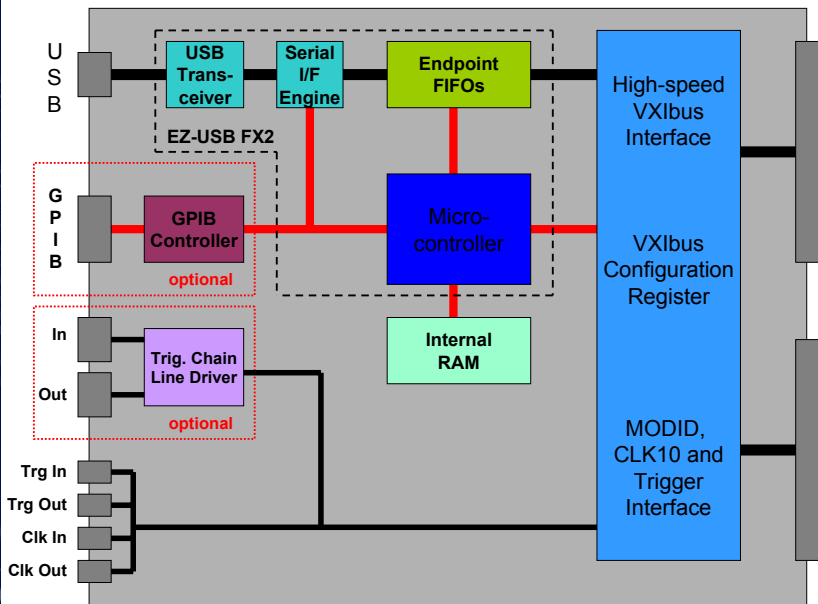 U
S
B
USB
Trans-
ceiver
Serial
I/F
Engine
Endpoint
FIFOs
EZ-USB FX2
High-speed
VXIbus
Interface
G
P
I
B
GPIB
Controller
optional
Micro-
controller
VXIbus
Configuration
Register
In
Out
Trig. Chain
Line Driver
optional
Internal
RAM
MODID,
CLK10 and
Trigger
Interface
Trg In
Trg Out
Clk In
Clk Out